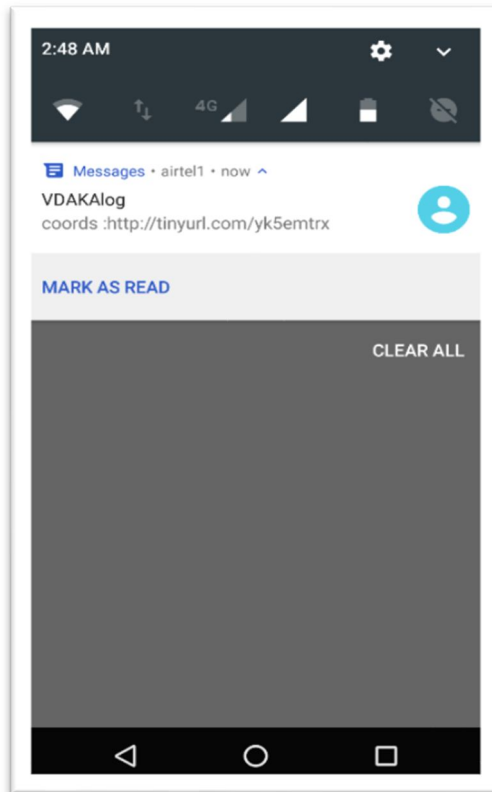 2:48 AM
4G
Messages • airtel1 • now
VDAKAlog
coords :http://tinyurl.com/yk5emtrx
MARK AS READ
CLEAR ALL